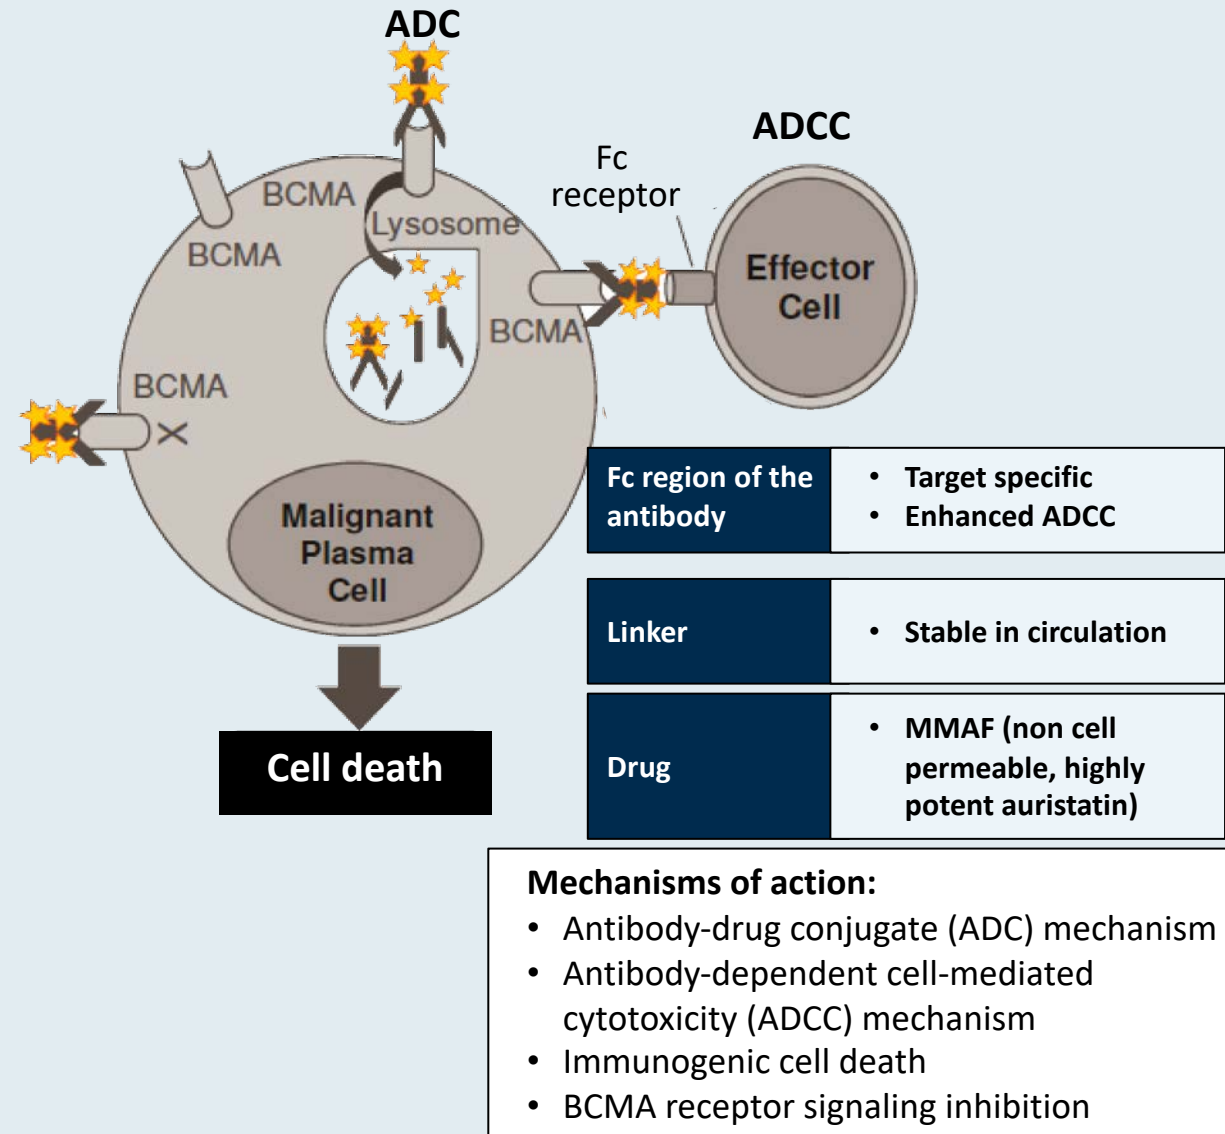 ADC
ADCC
Fc
receptor
BCMA
Lysosome
BCMA
Effector
Cell
BCMA
BCMA
X
Malignant
Plasma
Cell
Cell death
Fc region of the
antibody
• Target specific
• Enhanced ADCC
Linker
• Stable in circulation
Drug
• MMAF (non cell
permeable, highly
potent auristatin)
Mechanisms of action:
• Antibody-drug conjugate (ADC) mechanism
• Antibody-dependent cell-mediated
cytotoxicity (ADCC) mechanism
• Immunogenic cell death
• BCMA receptor signaling inhibition